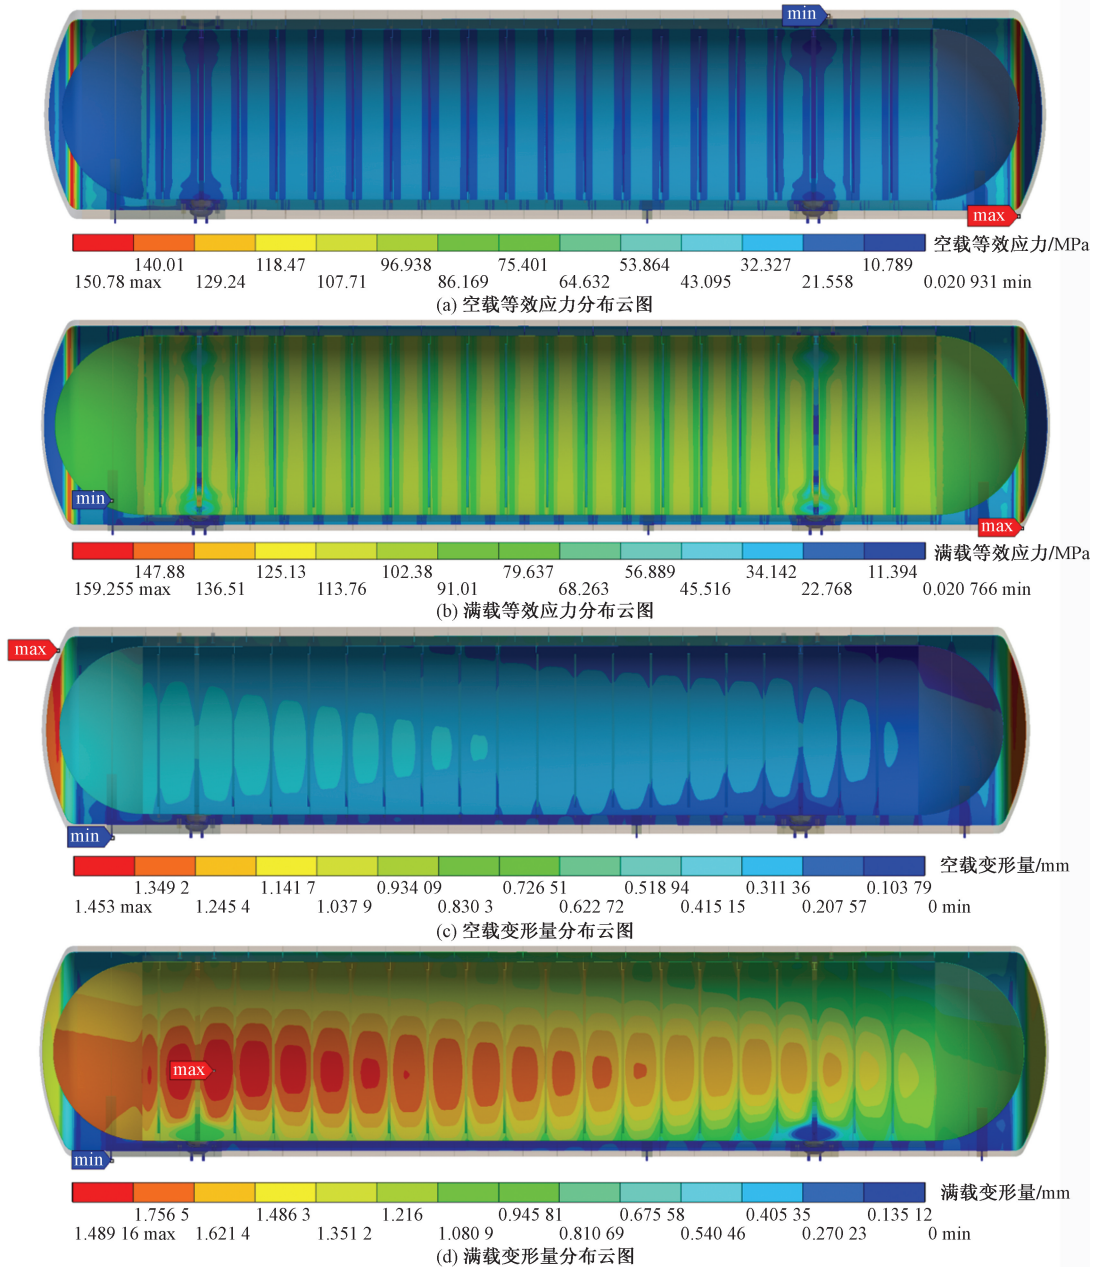 min
max
空载等效应力/MPa
140.01 118.47 96.938 75.401 53.864 32.327 10.789
150.78 max 129.24 107.71 86.169 64.632 43.095 21.558 0.020 931 min
(a) 空载等效应力分布云图
min
max
满载等效应力/MPa
147.88 125.13 102.38 79.637 56.889 34.142 11.394
159.255 max 136.51 113.76 91.01 68.263 45.516 22.768 0.020 766 min
(b) 满载等效应力分布云图
max
min
空载变形量/mm
1.349 2 1.141 7 0.934 09 0.726 51 0.518 94 0.311 36 0.103 79
1.453 max 1.245 4 1.037 9 0.830 3 0.622 72 0.415 15 0.207 57 0 min
(c) 空载变形量分布云图
max
min
满载变形量/mm
1.756 5 1.486 3 1.216 0.945 81 0.675 58 0.405 35 0.135 12
1.489 16 max 1.621 4 1.351 2 1.080 9 0.810 69 0.540 46 0.270 23 0 min
(d) 满载变形量分布云图